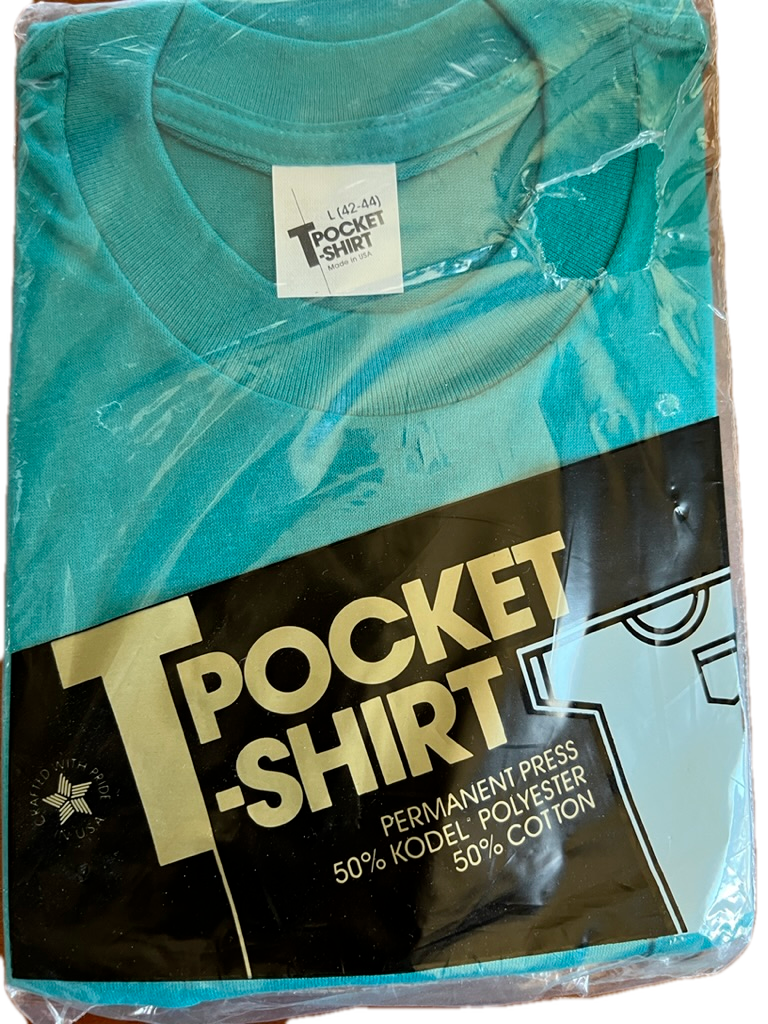 L (42-44)
T POCKET
-SHIRT
Made in USA
T POCKET
-SHIRT
PERMANENT PRESS
50% KODEL® POLYESTER
50% COTTON
CRAFTED WITH PRIDE
IN U.S.A.